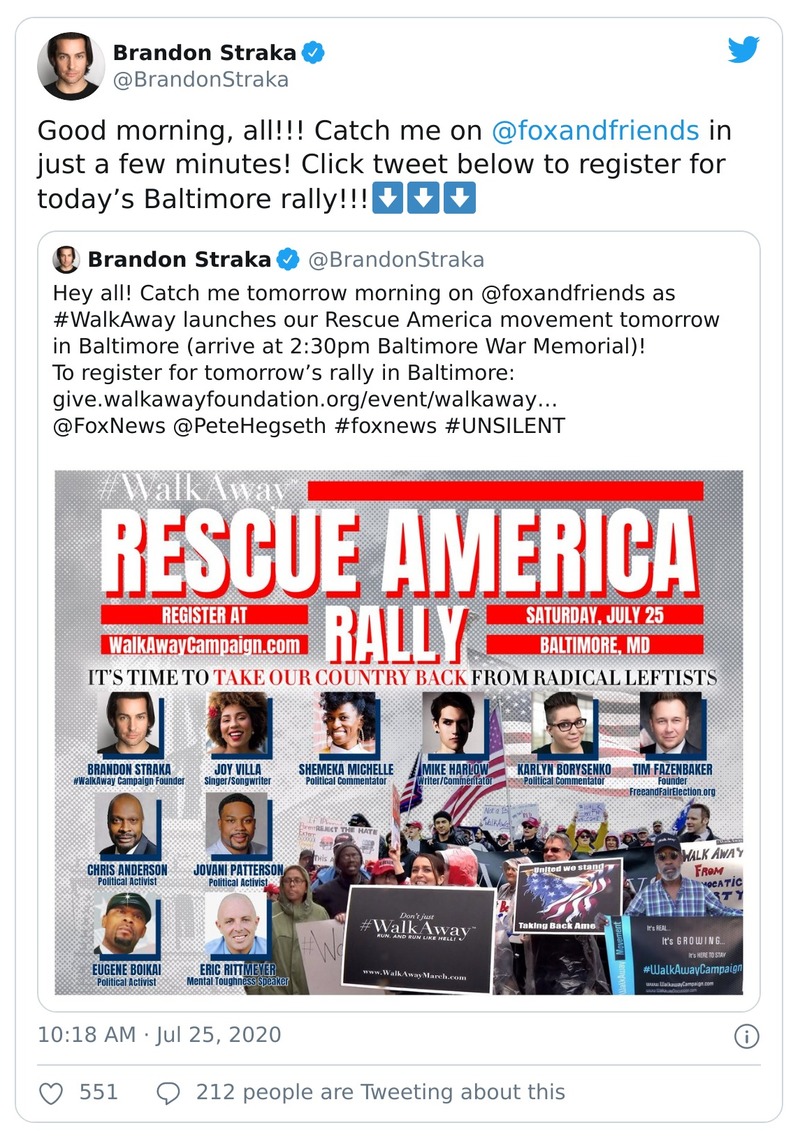 Brandon Straka
@BrandonStraka
Good morning, all!!! Catch me on @foxandfriends in
just a few minutes! Click tweet below to register for
today’s Baltimore rally!!!⬇️⬇️⬇️
Brandon Straka @BrandonStraka
Hey all! Catch me tomorrow morning on @foxandfriends as
#WalkAway launches our Rescue America movement tomorrow
in Baltimore (arrive at 2:30pm Baltimore War Memorial)!
To register for tomorrow’s rally in Baltimore:
give.walkawayfoundation.org/event/walkaway…
@FoxNews @PeteHegseth #foxnews #UNSILENT
#WalkAway
RESCUE AMERICA
REGISTER AT
WalkAwayCampaign.com
RALLY
SATURDAY, JULY 25
BALTIMORE, MD
IT'S TIME TO TAKE OUR COUNTRY BACK FROM RADICAL LEFTISTS
BRANDON STRAKA
#WalkAway Campaign Founder
JOY VILLA
Singer/Songwriter
SHEMEKA MICHELLE
Political Commentator
MIKE HARLOW
Writer/Commentator
KARLYN BORYSENKO
Political Commentator
TIM FAZENBAKER
Founder
FreeandFairElection.org
CHRIS ANDERSON
Political Activist
JOVANI PATTERSON
Political Activist
EUGENE BOIKAI
Political Activist
ERIC RITTMEYER
Mental Toughness Speaker
REJECT THE HATE
Don't just
#WalkAway
RUN, AND RUN LIKE HELL!
www.WalkAwayMarch.com
United we stand
Taking Back Ame
WALK AWAY
FROM
OCRATIC
TY
Movement
It's REAL...
It's GROWING...
It's HERE TO STAY
#WalkAwayCampaign
10:18 AM · Jul 25, 2020
551
212 people are Tweeting about this